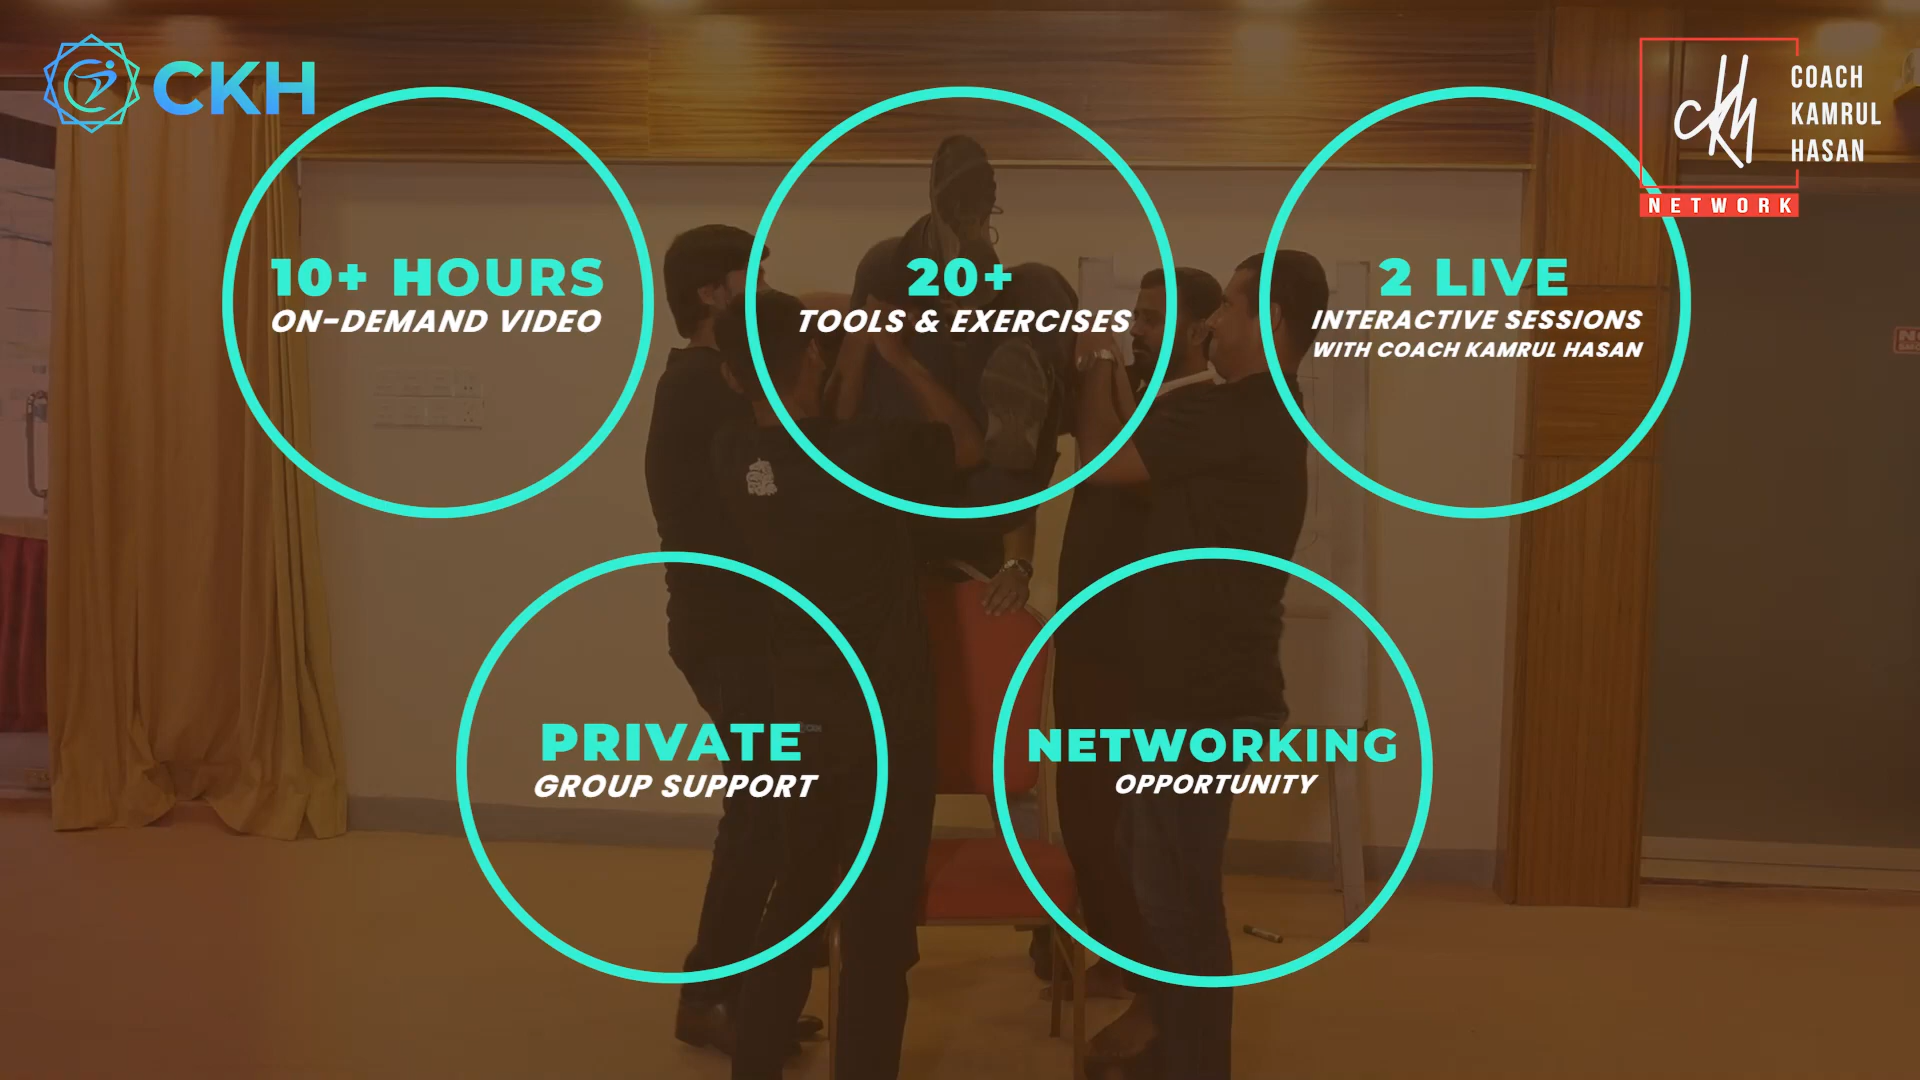 CKH
COACH
KAMRUL
HASAN
NETWORK
10+ HOURS
ON-DEMAND VIDEO
20+
TOOLS & EXERCISES
2 LIVE
INTERACTIVE SESSIONS
WITH COACH KAMRUL HASAN
PRIVATE
GROUP SUPPORT
NETWORKING
OPPORTUNITY